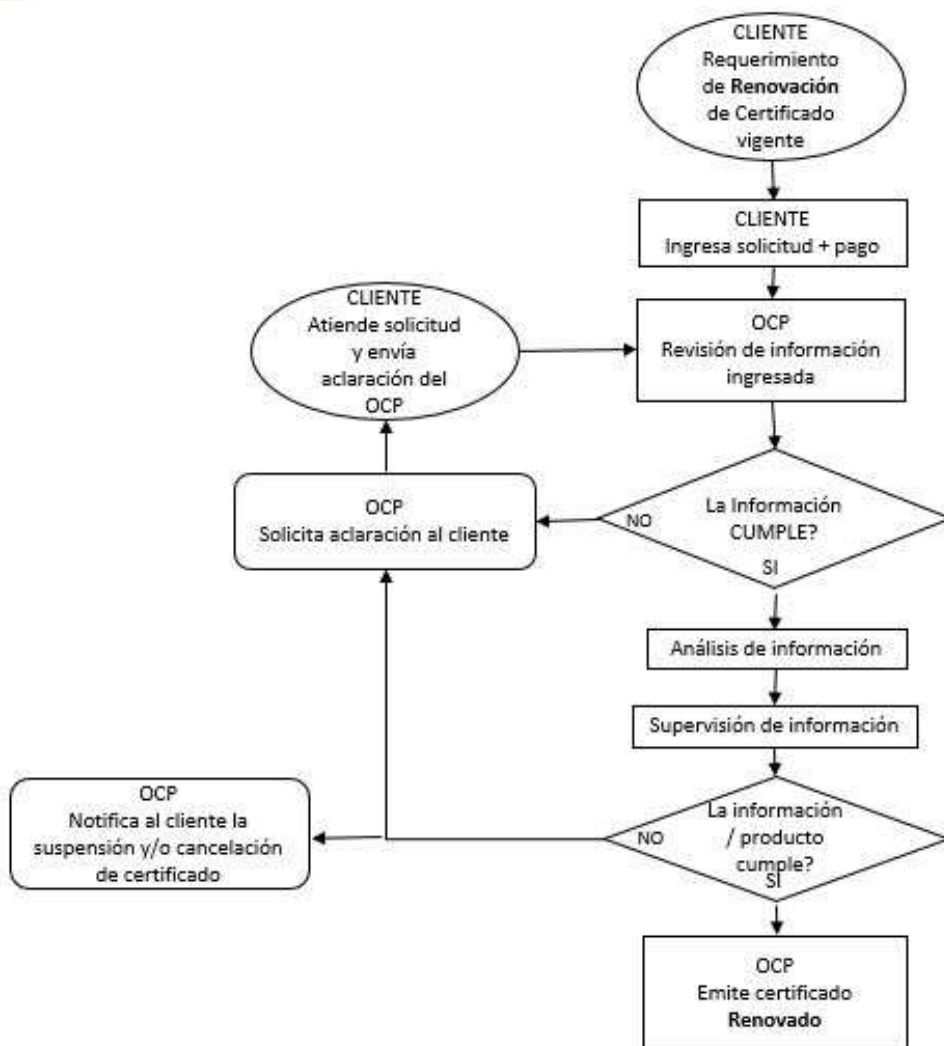 CLIENTE
Requerimiento
de Renovación
de Certificado
vigente
CLIENTE
Ingresa solicitud + pago
CLIENTE
Atiende solicitud
y envía
aclaración del
OCP
OCP
Revisión de información
ingresada
OCP
Solicita aclaración al cliente
NO
La Información
CUMPLE?
SI
Análisis de información
Supervisión de información
OCP
Notifica al cliente la
suspensión y/o cancelación
de certificado
NO
La información
/ producto
cumple?
SI
OCP
Emite certificado
Renovado